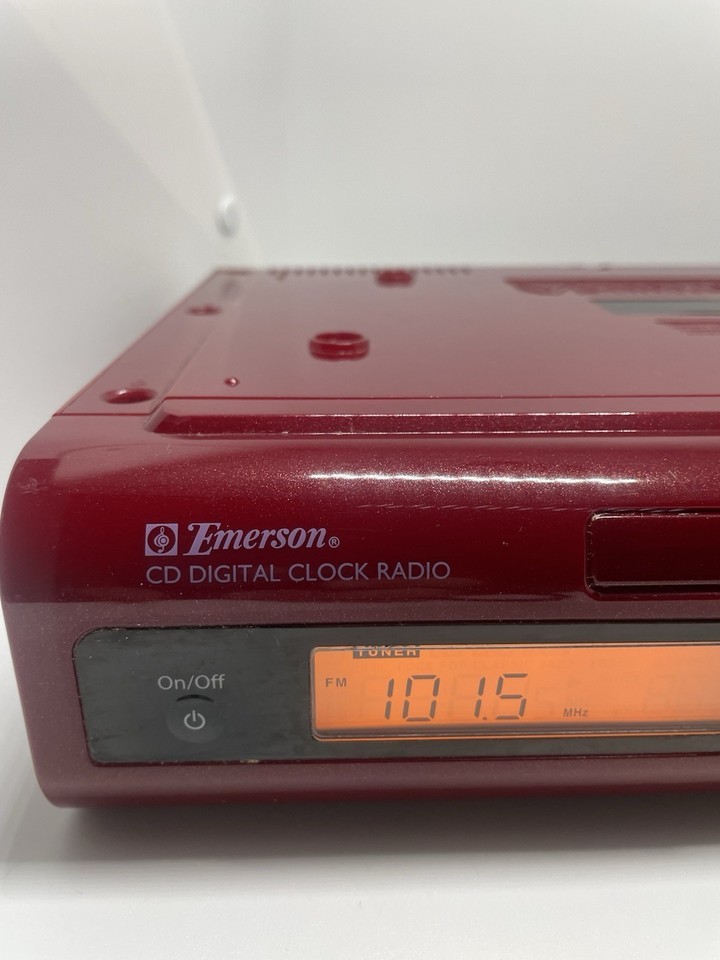 Emerson®
CD DIGITAL CLOCK RADIO
On/Off
TUNER
FM 101.5 MHz